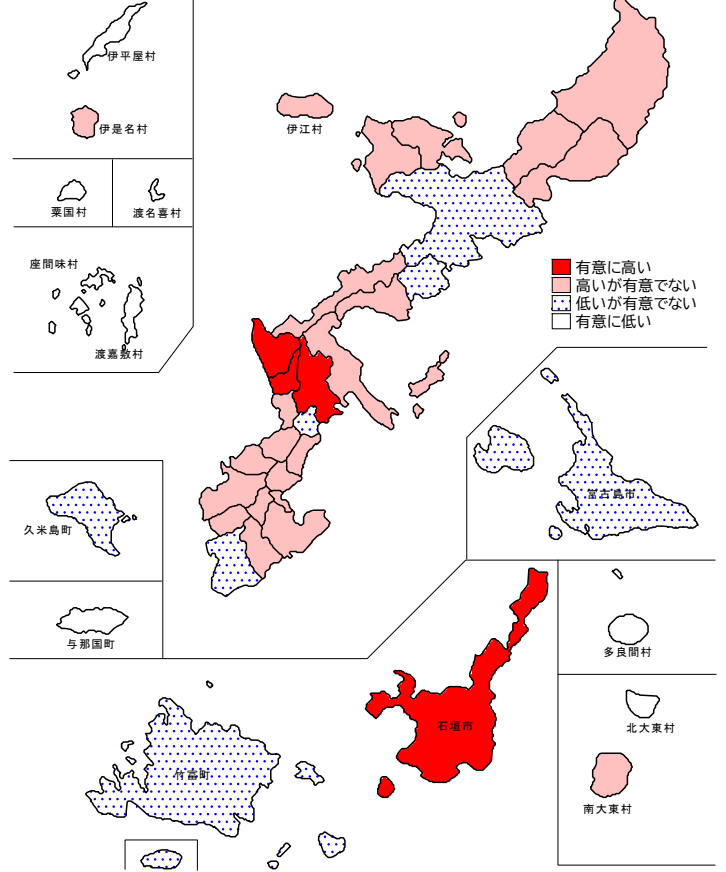 伊平屋村
伊是名村
伊江村
粟国村
渡名喜村
座間味村
渡嘉敷村
有意に高い
高いが有意でない
低いが有意でない
有意に低い
宮古島市
久米島町
与那国町
多良間村
石垣市
北大東村
竹富町
南大東村